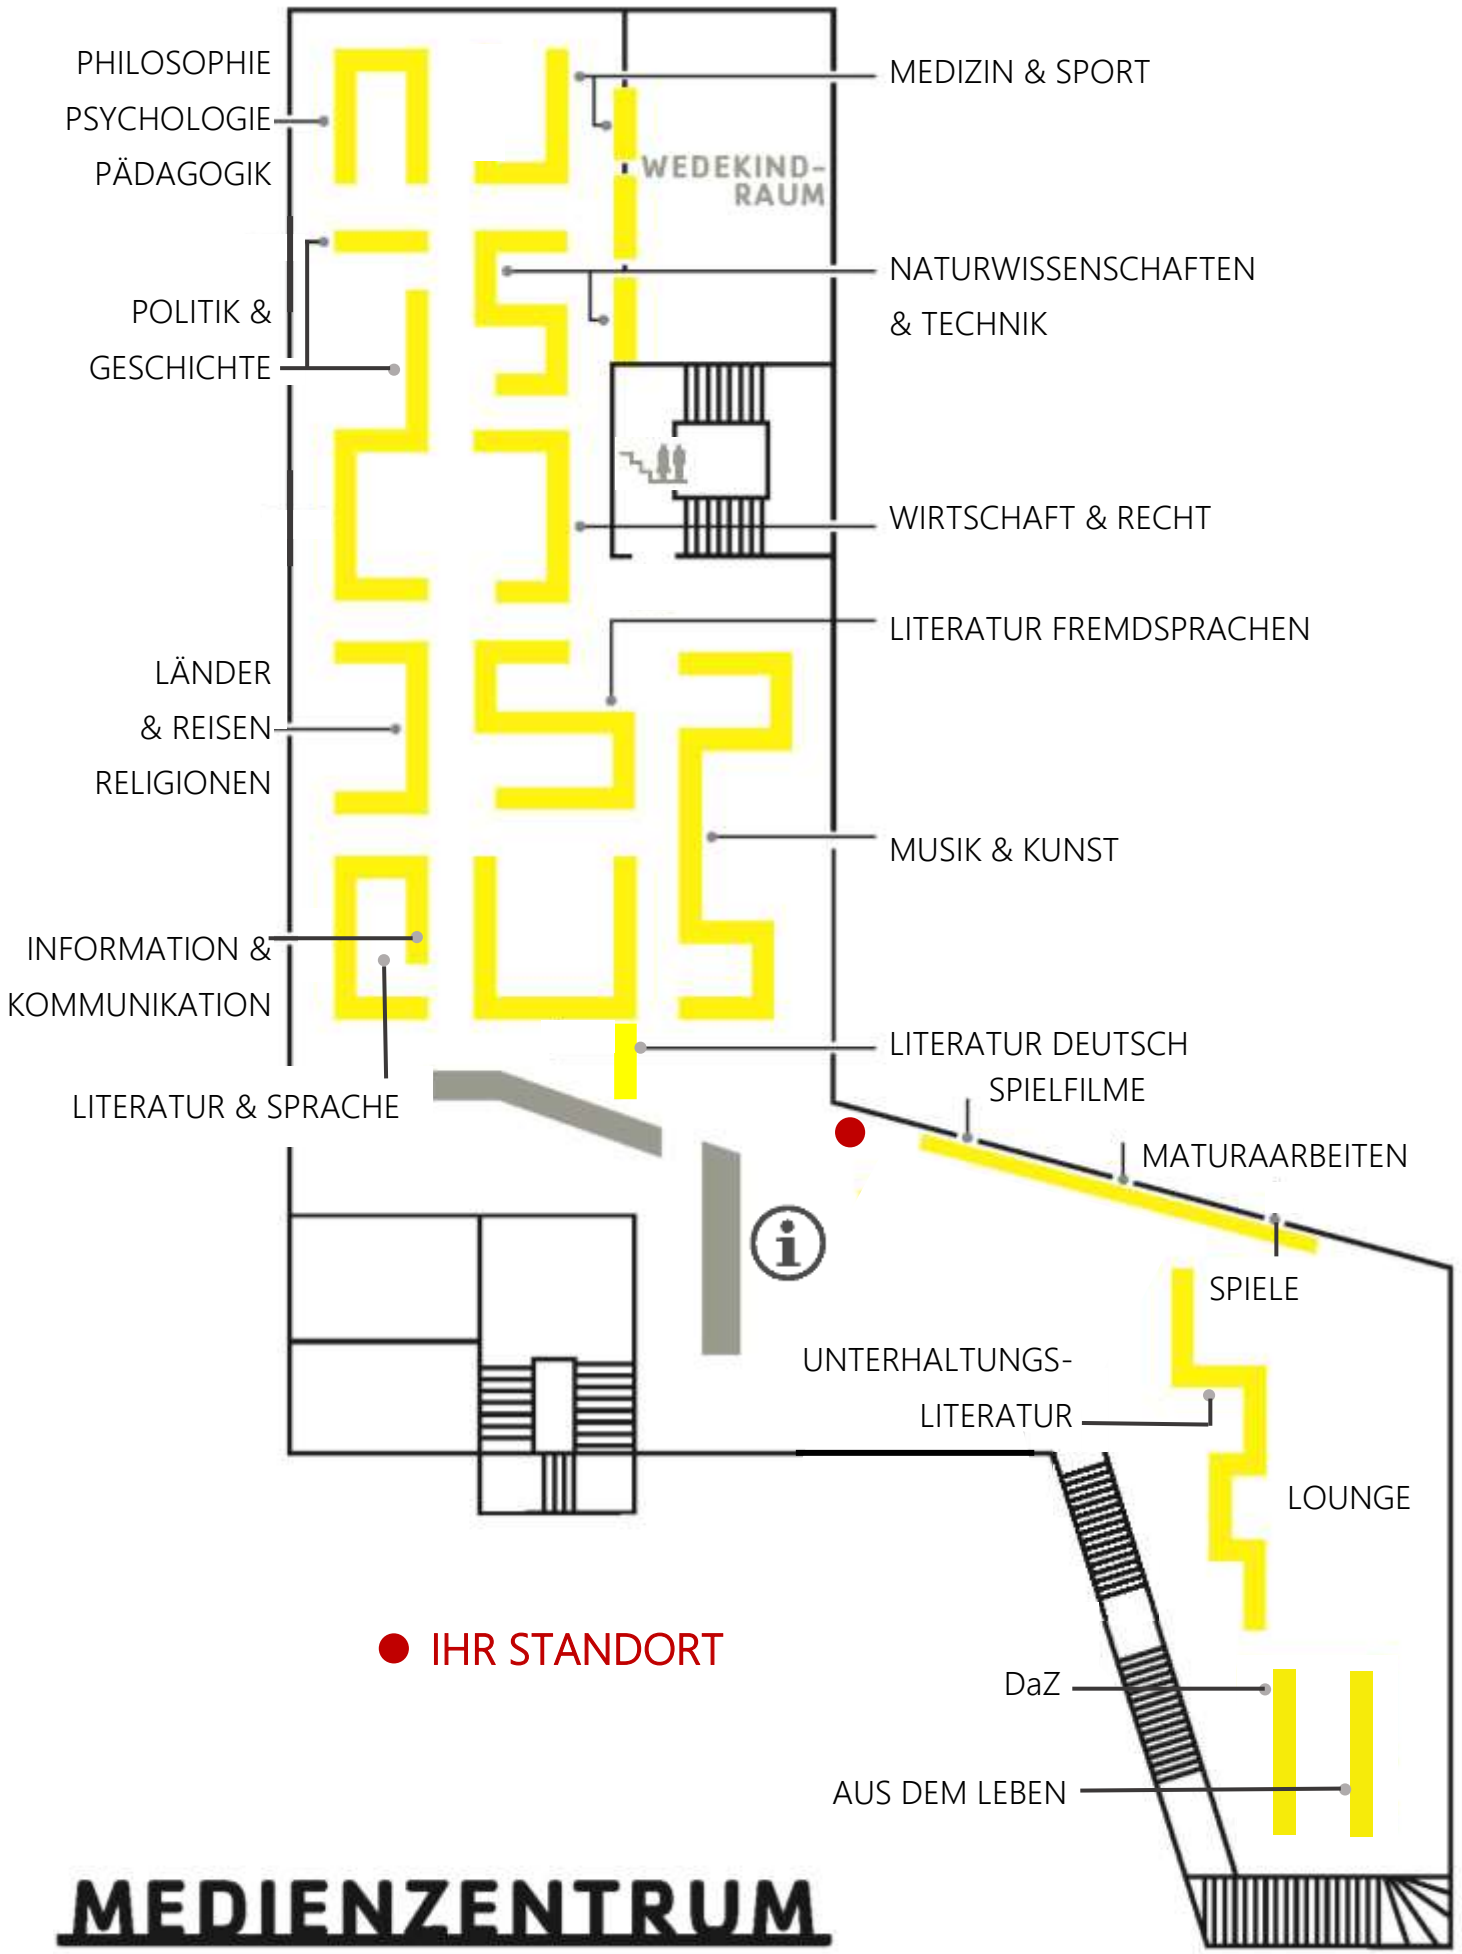 PHILOSOPHIE
PSYCHOLOGIE
PÄDAGOGIK
MEDIZIN & SPORT
WEDEKIND-
RAUM
NATURWISSENSCHAFTEN
& TECHNIK
POLITIK &
GESCHICHTE
WIRTSCHAFT & RECHT
LITERATUR FREMDSPRACHEN
LÄNDER
& REISEN
RELIGIONEN
MUSIK & KUNST
INFORMATION &
KOMMUNIKATION
LITERATUR & SPRACHE
LITERATUR DEUTSCH
SPIELFILME
MATURAARBEITEN
i
SPIELE
UNTERHALTUNGS-
LITERATUR
LOUNGE
IHR STANDORT
DaZ
AUS DEM LEBEN
MEDIENZENTRUM